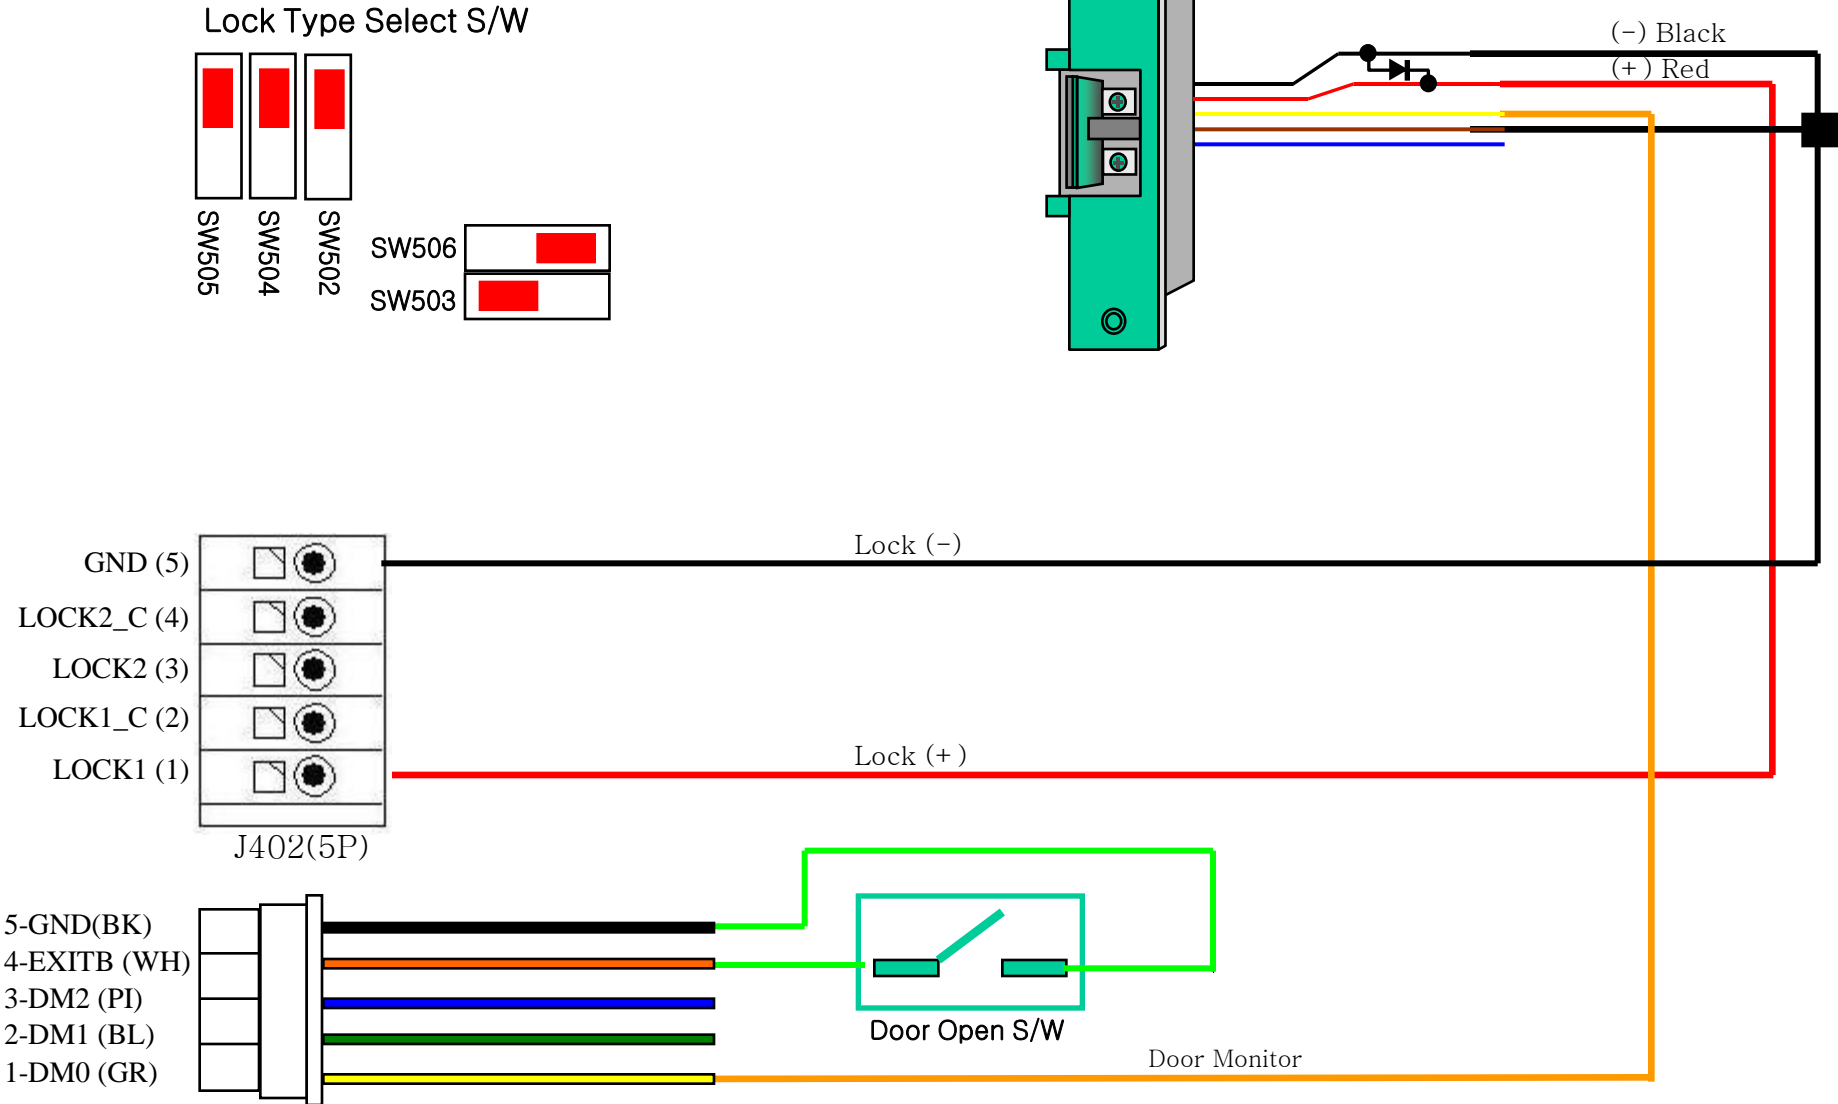 Lock Type Select S/W
(-) Black
(+) Red
SW505
SW504
SW502
SW506
SW503
GND (5)
LOCK2_C (4)
LOCK2 (3)
LOCK1_C (2)
LOCK1 (1)
Lock (-)
Lock (+)
J402(5P)
5-GND(BK)
4-EXITB (WH)
3-DM2 (PI)
2-DM1 (BL)
1-DM0 (GR)
Door Open S/W
Door Monitor